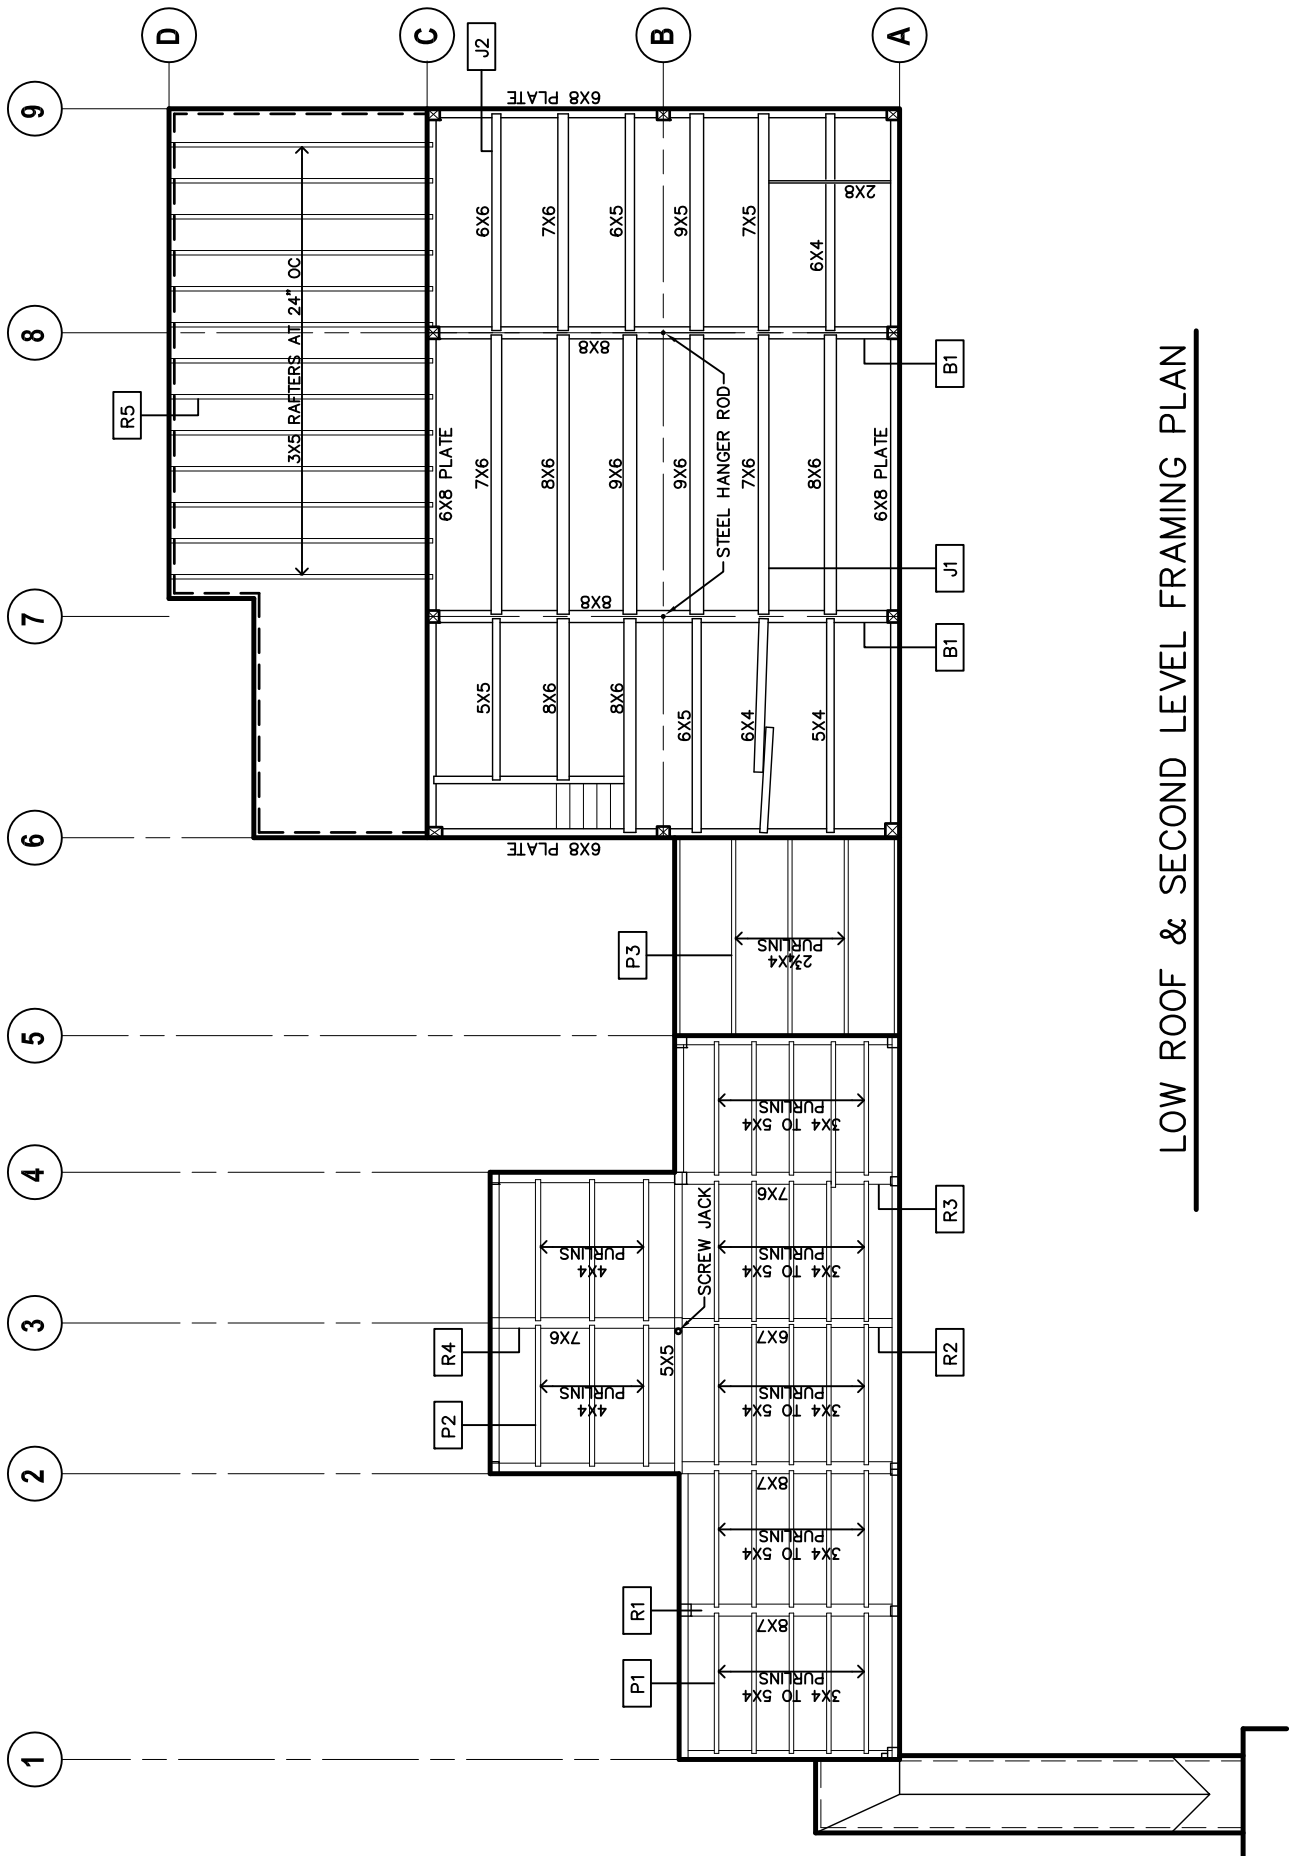 1
2
3
4
5
6
7
8
9
D
C
B
A
R5
3X5 RAFTERS AT 24" OC
J2
6X8 PLATE
6X6
7X6
6X5
9X5
7X5
6X4
2X8
8X8
B1
6X8 PLATE
7X6
8X6
9X6
9X6
7X6
8X6
6X8 PLATE
STEEL HANGER ROD
J1
8X8
B1
5X5
8X6
8X6
6X5
6X4
5X4
6X8 PLATE
P3
2¾X4
PURLINS
3X4 TO 5X4
PURLINS
7X6
R3
SCREW JACK
4X4
PURLINS
3X4 TO 5X4
PURLINS
R4
7X6
5X5
6X7
R2
P2
4X4
PURLINS
3X4 TO 5X4
PURLINS
8X7
3X4 TO 5X4
PURLINS
R1
8X7
P1
3X4 TO 5X4
PURLINS
LOW ROOF & SECOND LEVEL FRAMING PLAN